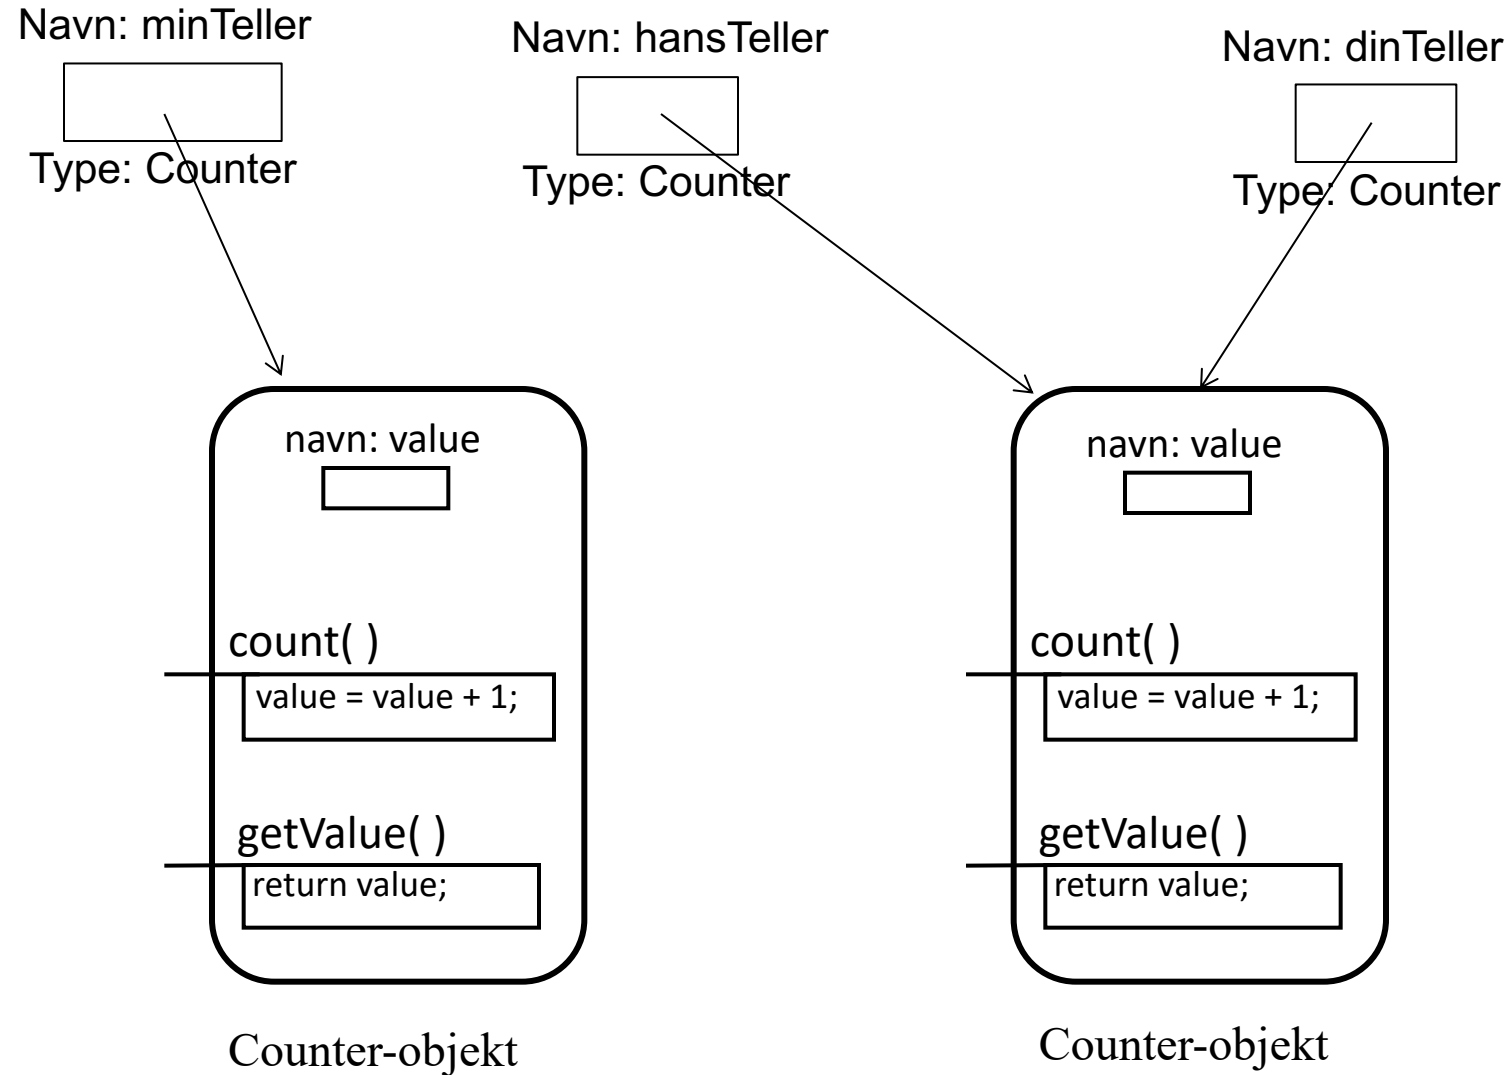 Navn: minTeller
Type: Counter
Navn: hansTeller
Type: Counter
Navn: dinTeller
Type: Counter
navn: value
count( )
value = value + 1;
getValue( )
return value;
Counter-objekt
navn: value
count( )
value = value + 1;
getValue( )
return value;
Counter-objekt